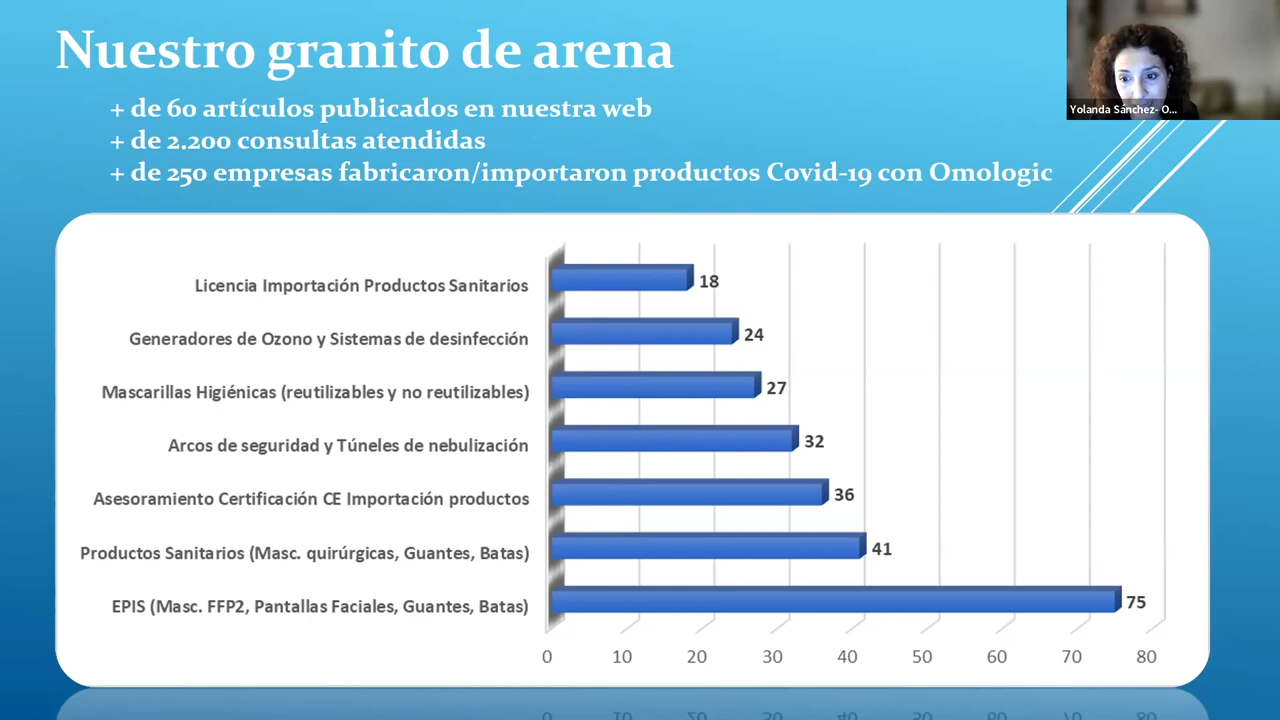 Nuestro granito de arena
+ de 60 artículos publicados en nuestra web
+ de 2.200 consultas atendidas
+ de 250 empresas fabricaron/importaron productos Covid-19 con Omologic
Yolanda Sánchez- O...
Licencia Importación Productos Sanitarios 18
Generadores de Ozono y Sistemas de desinfección 24
Mascarillas Higiénicas (reutilizables y no reutilizables) 27
Arcos de seguridad y Túneles de nebulización 32
Asesoramiento Certificación CE Importación productos 36
Productos Sanitarios (Masc. quirúrgicas, Guantes, Batas) 41
EPIS (Masc. FFP2, Pantallas Faciales, Guantes, Batas) 75
0 10 20 30 40 50 60 70 80